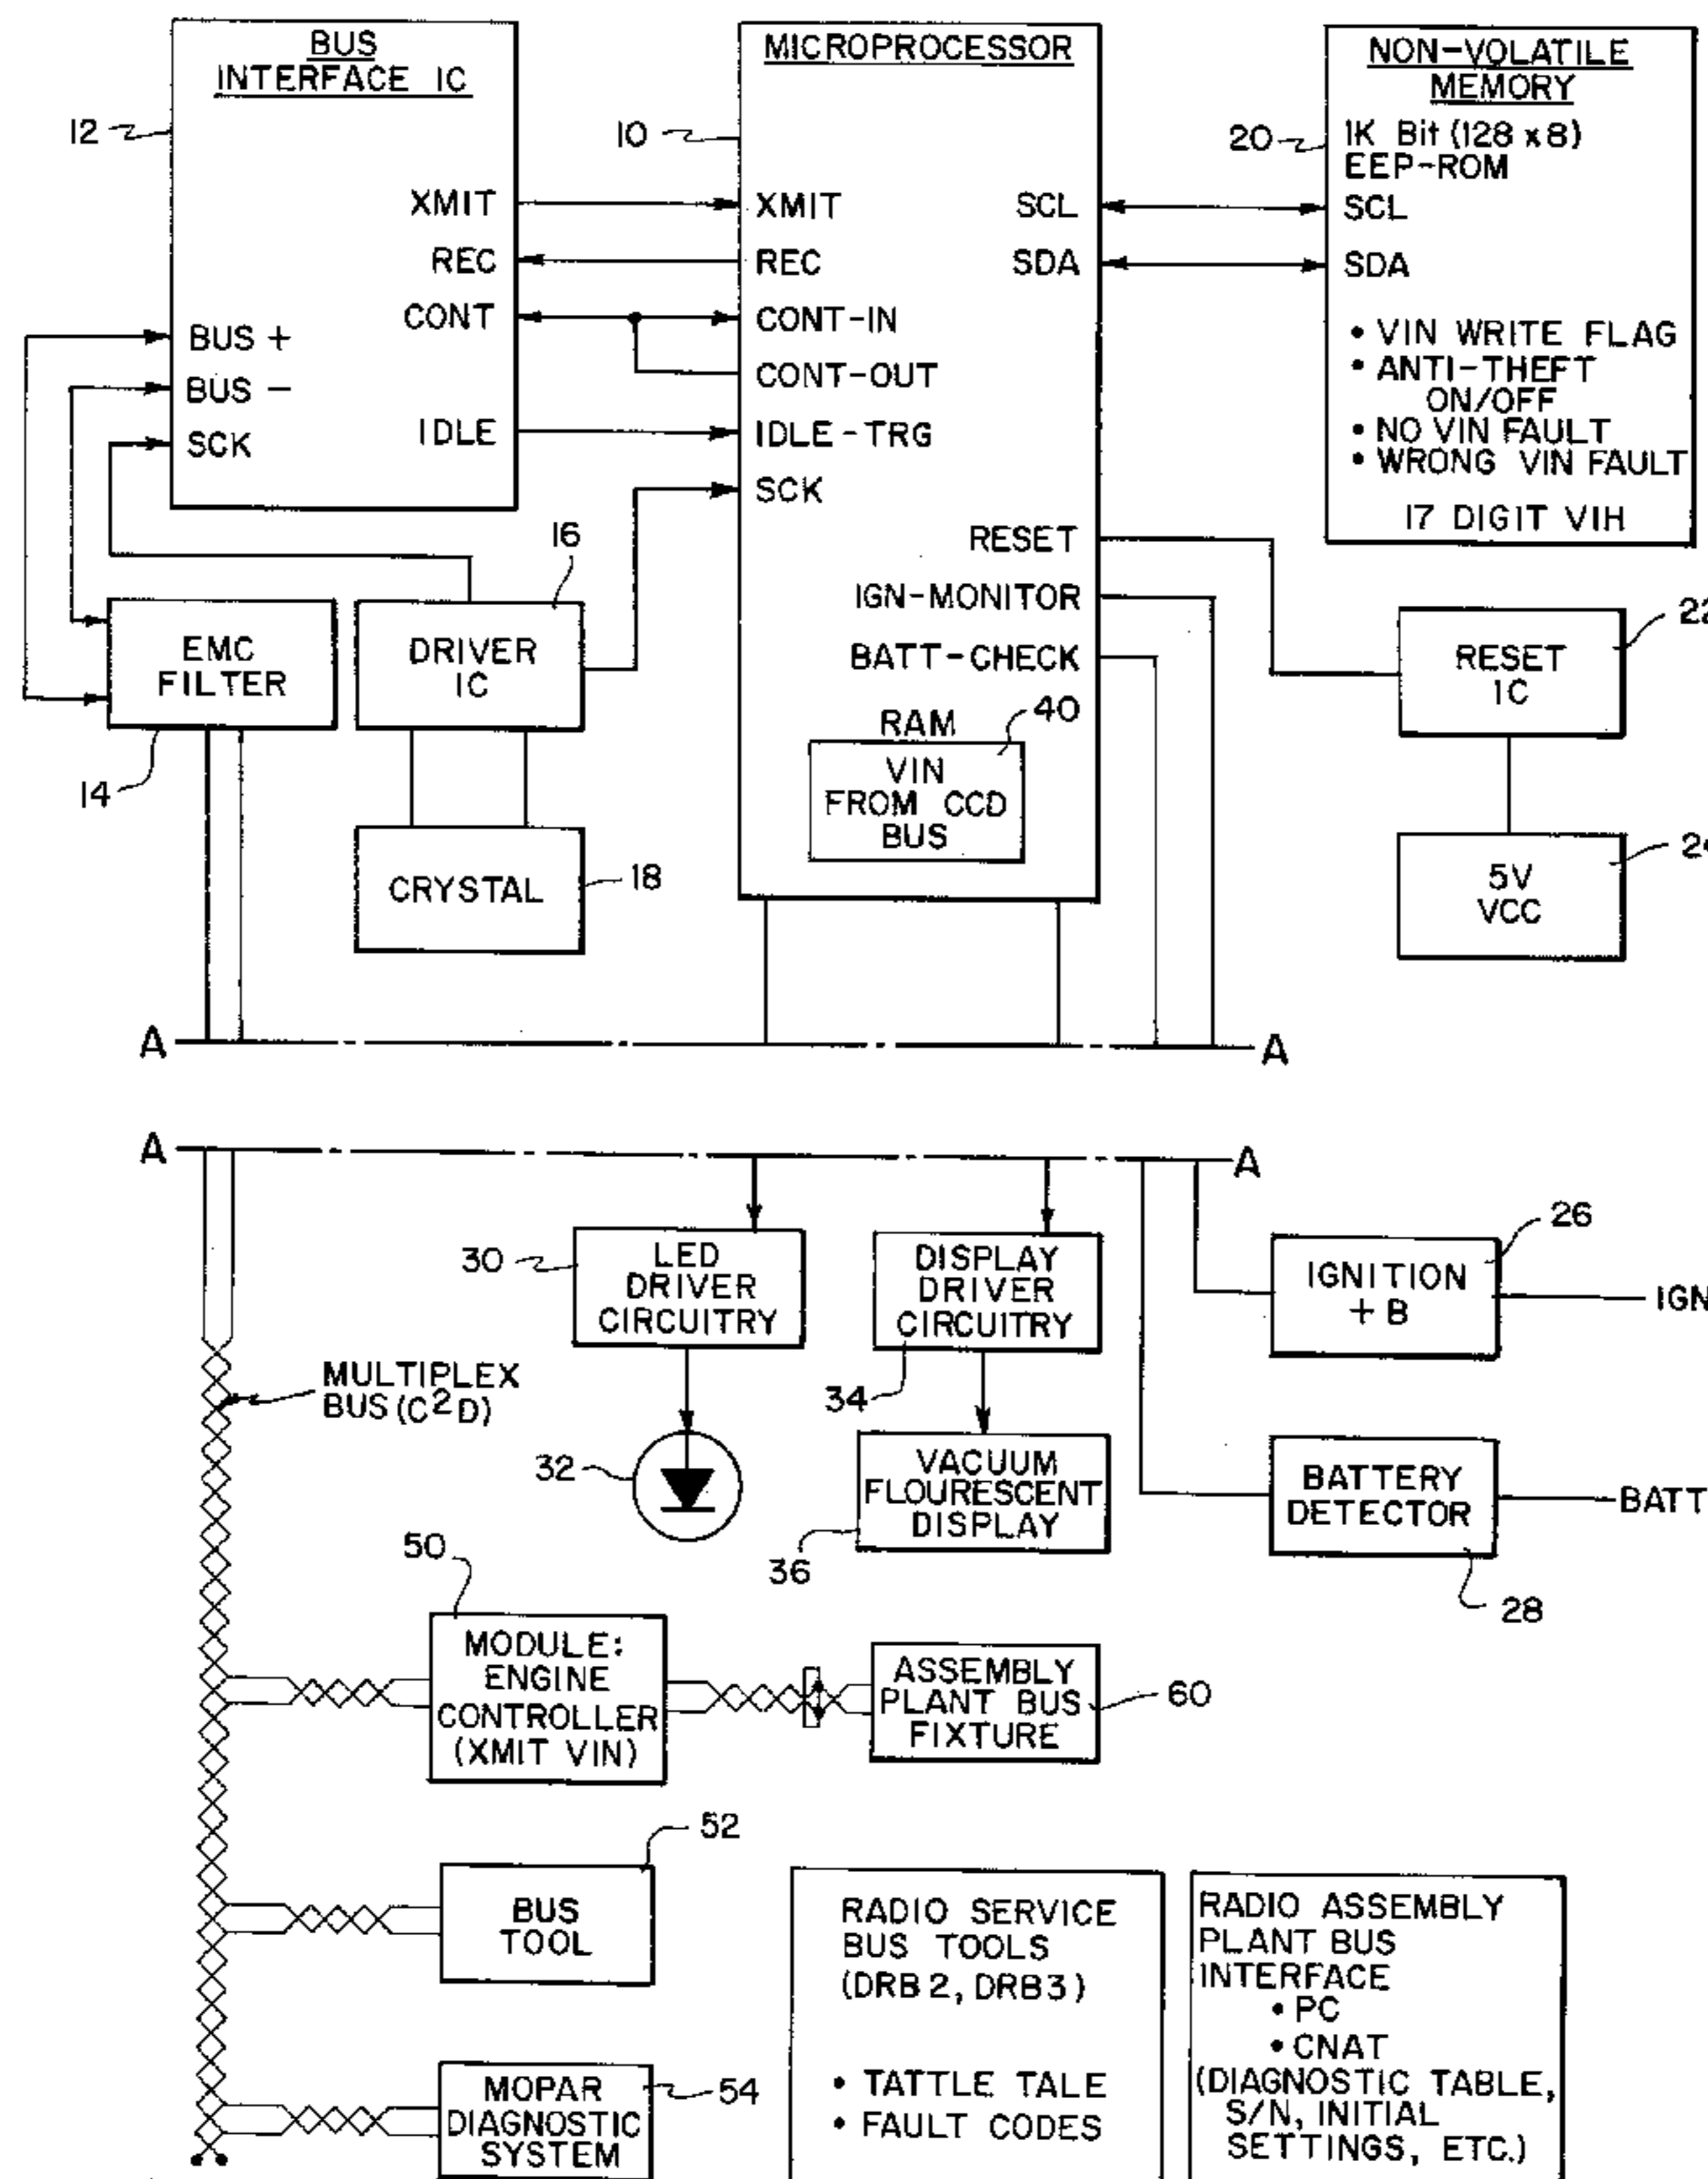 BUS
INTERFACE IC
12
XMIT
REC
CONT
BUS +
BUS -
IDLE
SCK
MICROPROCESSOR
10
XMIT
SCL
REC
SDA
CONT-IN
CONT-OUT
IDLE-TRG
SCK
RESET
IGN-MONITOR
BATT-CHECK
RAM
40
VIN
FROM CCD
BUS
NON-VOLATILE
MEMORY
20
1K Bit (128 x 8)
EEP-ROM
SCL
SDA
• VIN WRITE FLAG
• ANTI-THEFT
ON/OFF
• NO VIN FAULT
• WRONG VIN FAULT
17 DIGIT VIH
16
EMC
FILTER
14
DRIVER
IC
CRYSTAL
18
22
RESET
IC
5V
VCC
A
A
A
A
MULTIPLEX
BUS (C²D)
30
LED
DRIVER
CIRCUITRY
32
DISPLAY
DRIVER
CIRCUITRY
34
VACUUM
FLOURESCENT
DISPLAY
36
26
IGNITION
+ B
IGN
BATTERY
DETECTOR
BATT
28
50
MODULE:
ENGINE
CONTROLLER
(XMIT VIN)
ASSEMBLY
PLANT BUS
FIXTURE
60
52
BUS
TOOL
MOPAR
DIAGNOSTIC
SYSTEM
54
RADIO SERVICE
BUS TOOLS
(DRB2, DRB3)
• TATTLE TALE
• FAULT CODES
RADIO ASSEMBLY
PLANT BUS
INTERFACE
• PC
• CNAT
(DIAGNOSTIC TABLE,
S/N, INITIAL
SETTINGS, ETC.)